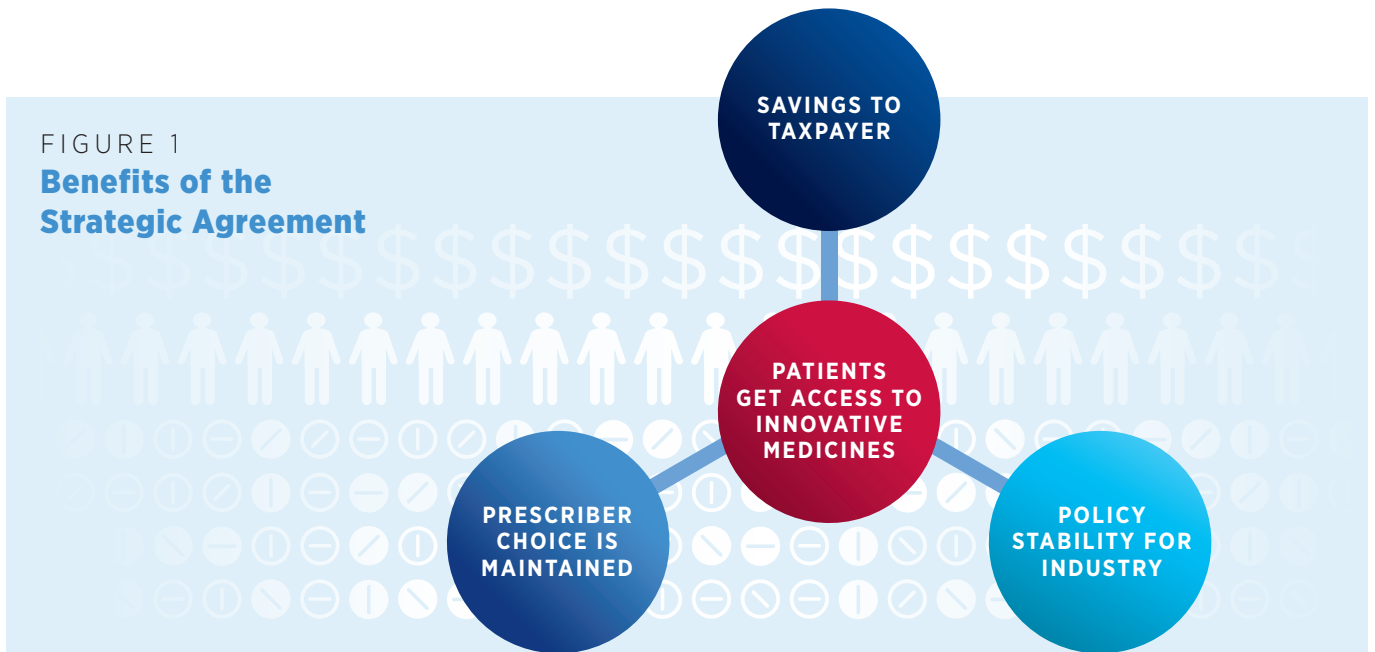 SAVINGS TO
TAXPAYER
FIGURE 1
Benefits of the
Strategic Agreement
PATIENTS
GET ACCESS TO
INNOVATIVE
MEDICINES
PRESCRIBER
CHOICE IS
MAINTAINED
POLICY
STABILITY FOR
INDUSTRY